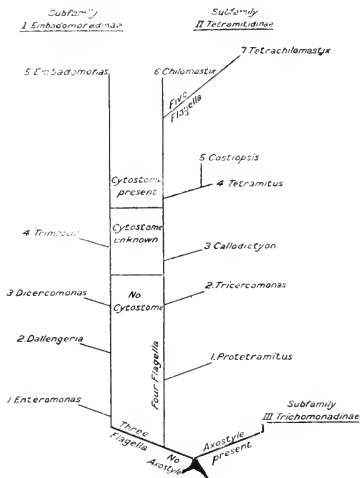 Subfamily
I. Embadomonadinae
Subfamily
II Tetramitidinae
7 Tetrachilomastix
5 Embadomonas
6 Chilomastix
Five
Flagella
5 Costiopsis
Cytostome
present
4 Tetramitus
Cytostome
unknown
4
3 Callodictyon
No
Cytostome
3 Dicercomonas
2. Tricercomonas
2. Dallengeria
Four Flagella
1. Protetramitus
1 Enteromonas
Three
Flagella
No
Axostyle
Axostyle
present
Subfamily
III Trichomonadinae